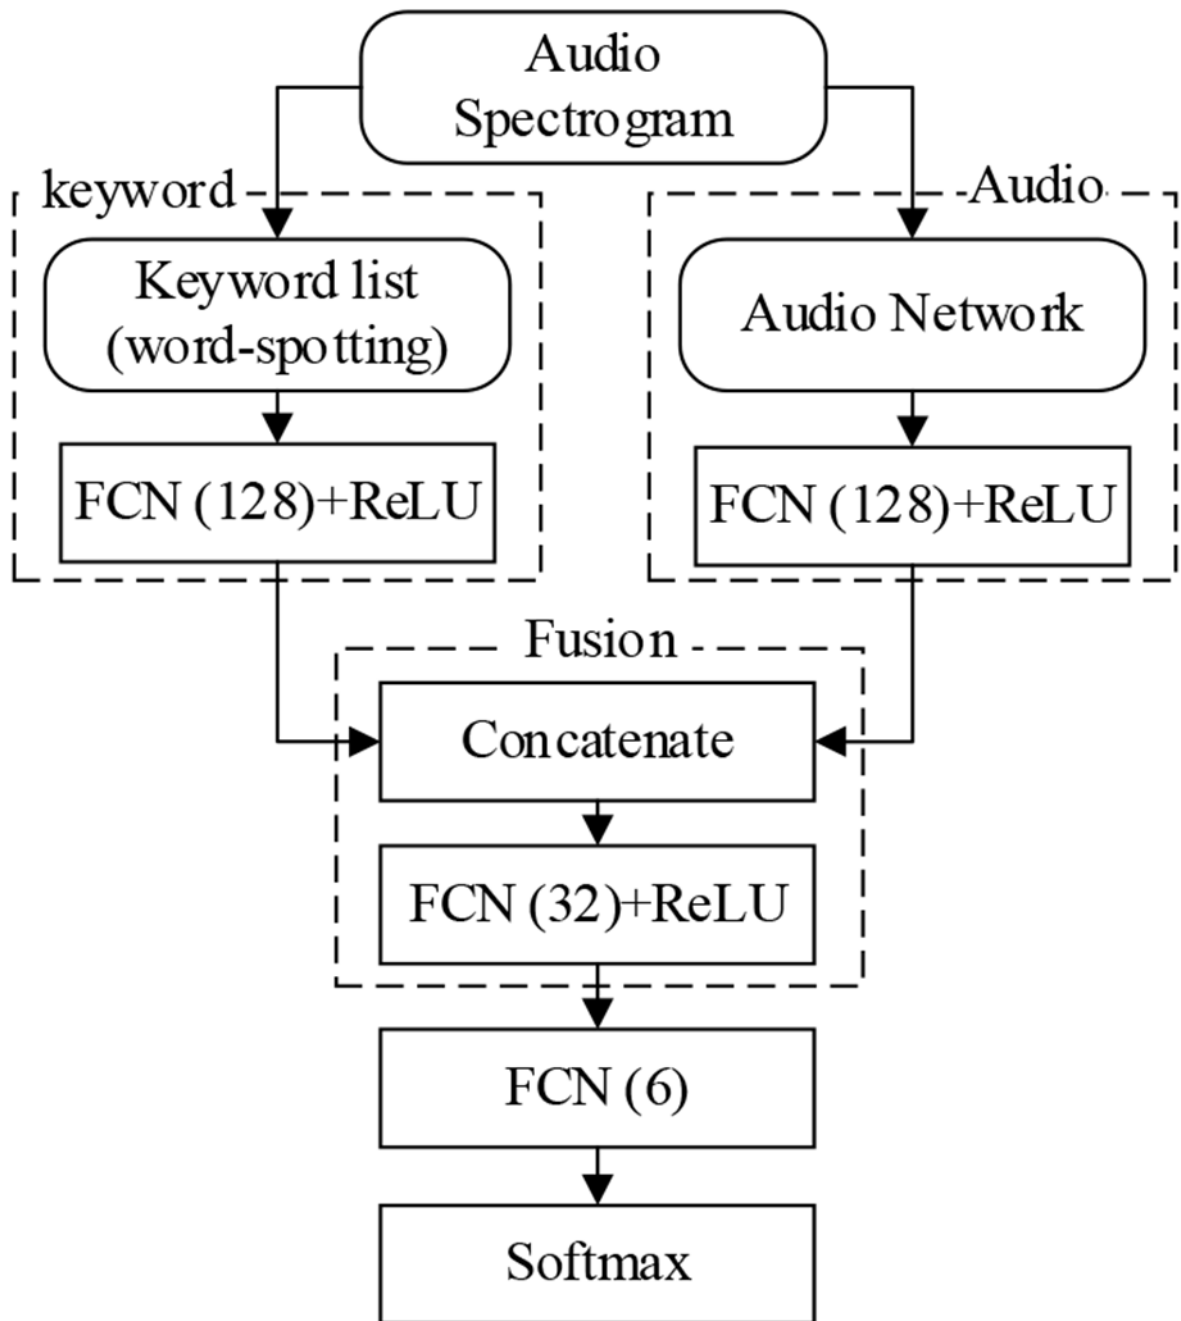 Audio
Spectrogram
keyword
Audio
Keyword list
(word-spotting)
Audio Network
FCN (128)+ReLU
FCN (128)+ReLU
Fusion
Concatenate
FCN (32)+ReLU
FCN (6)
Softmax